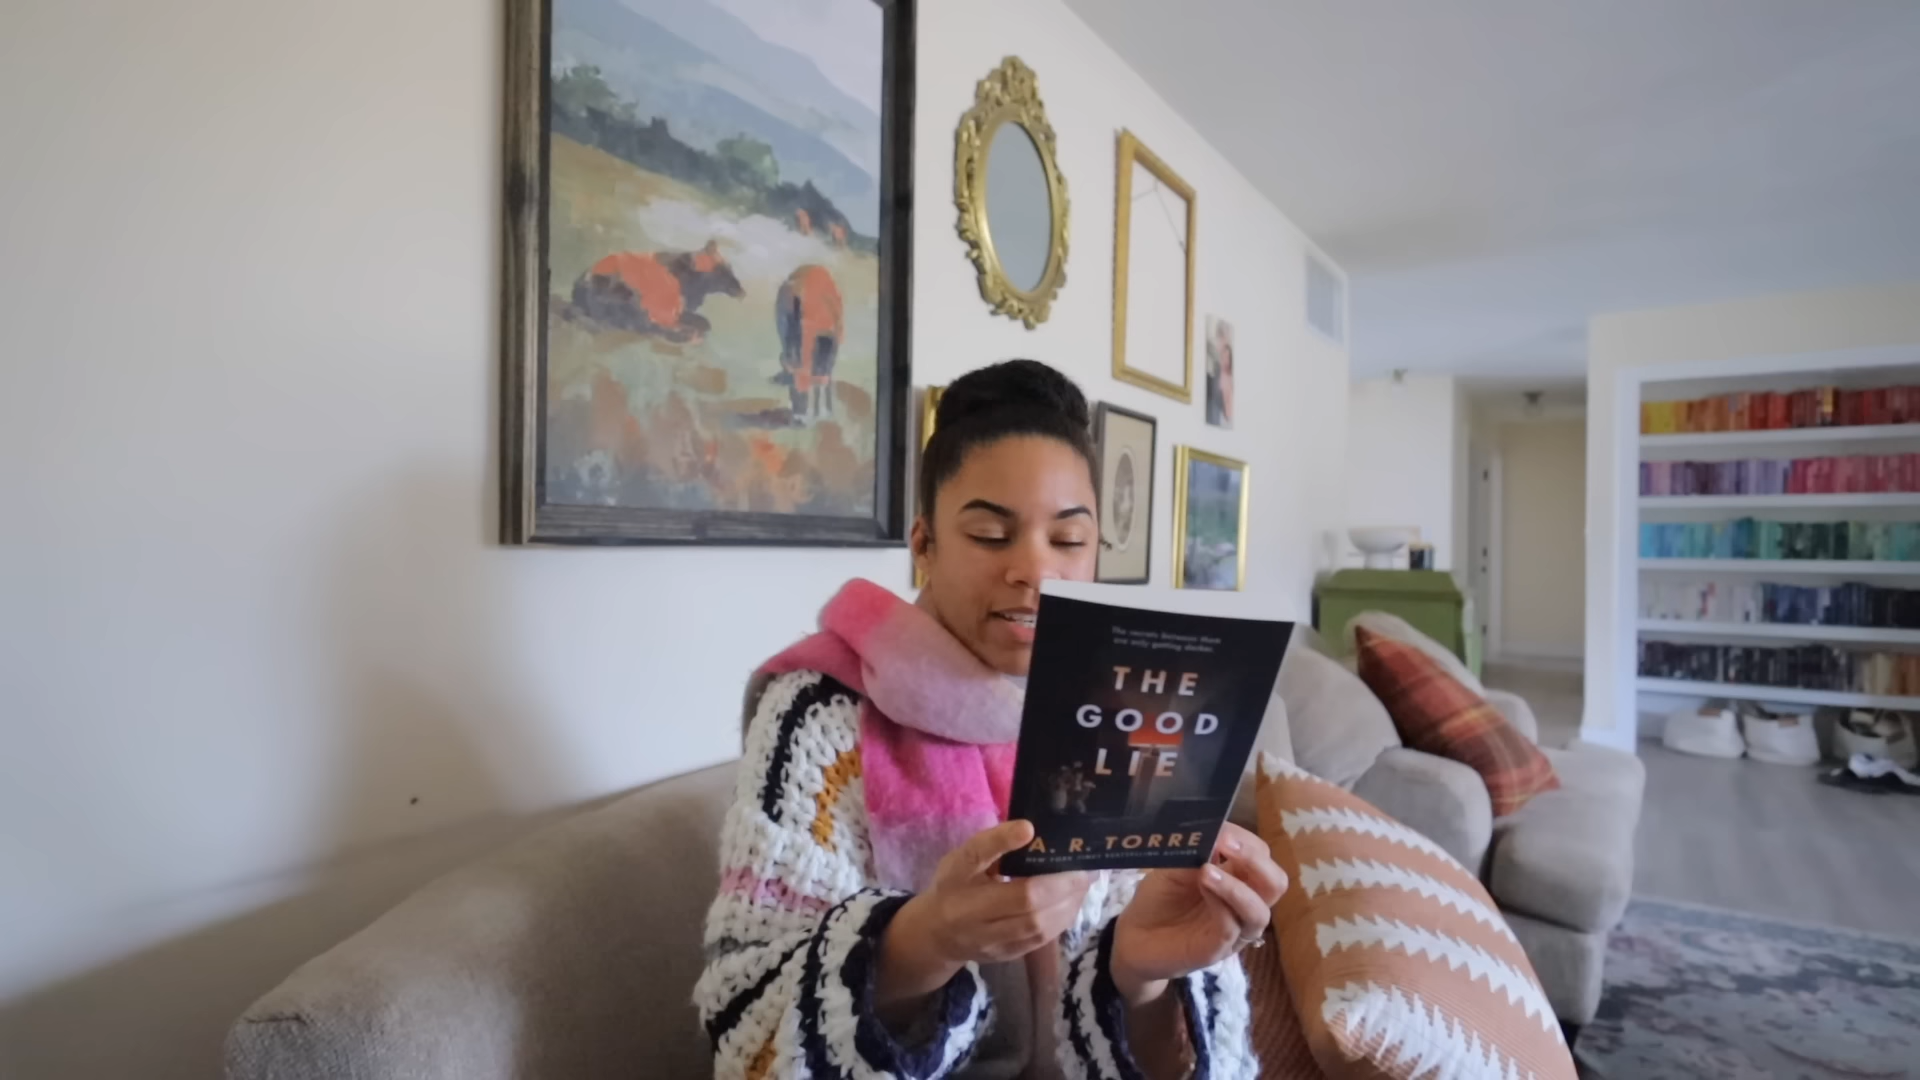 The secrets between them
are only getting darker.
THE
GOOD
LIE
A. R. TORRE
NEW YORK TIMES BESTSELLING AUTHOR